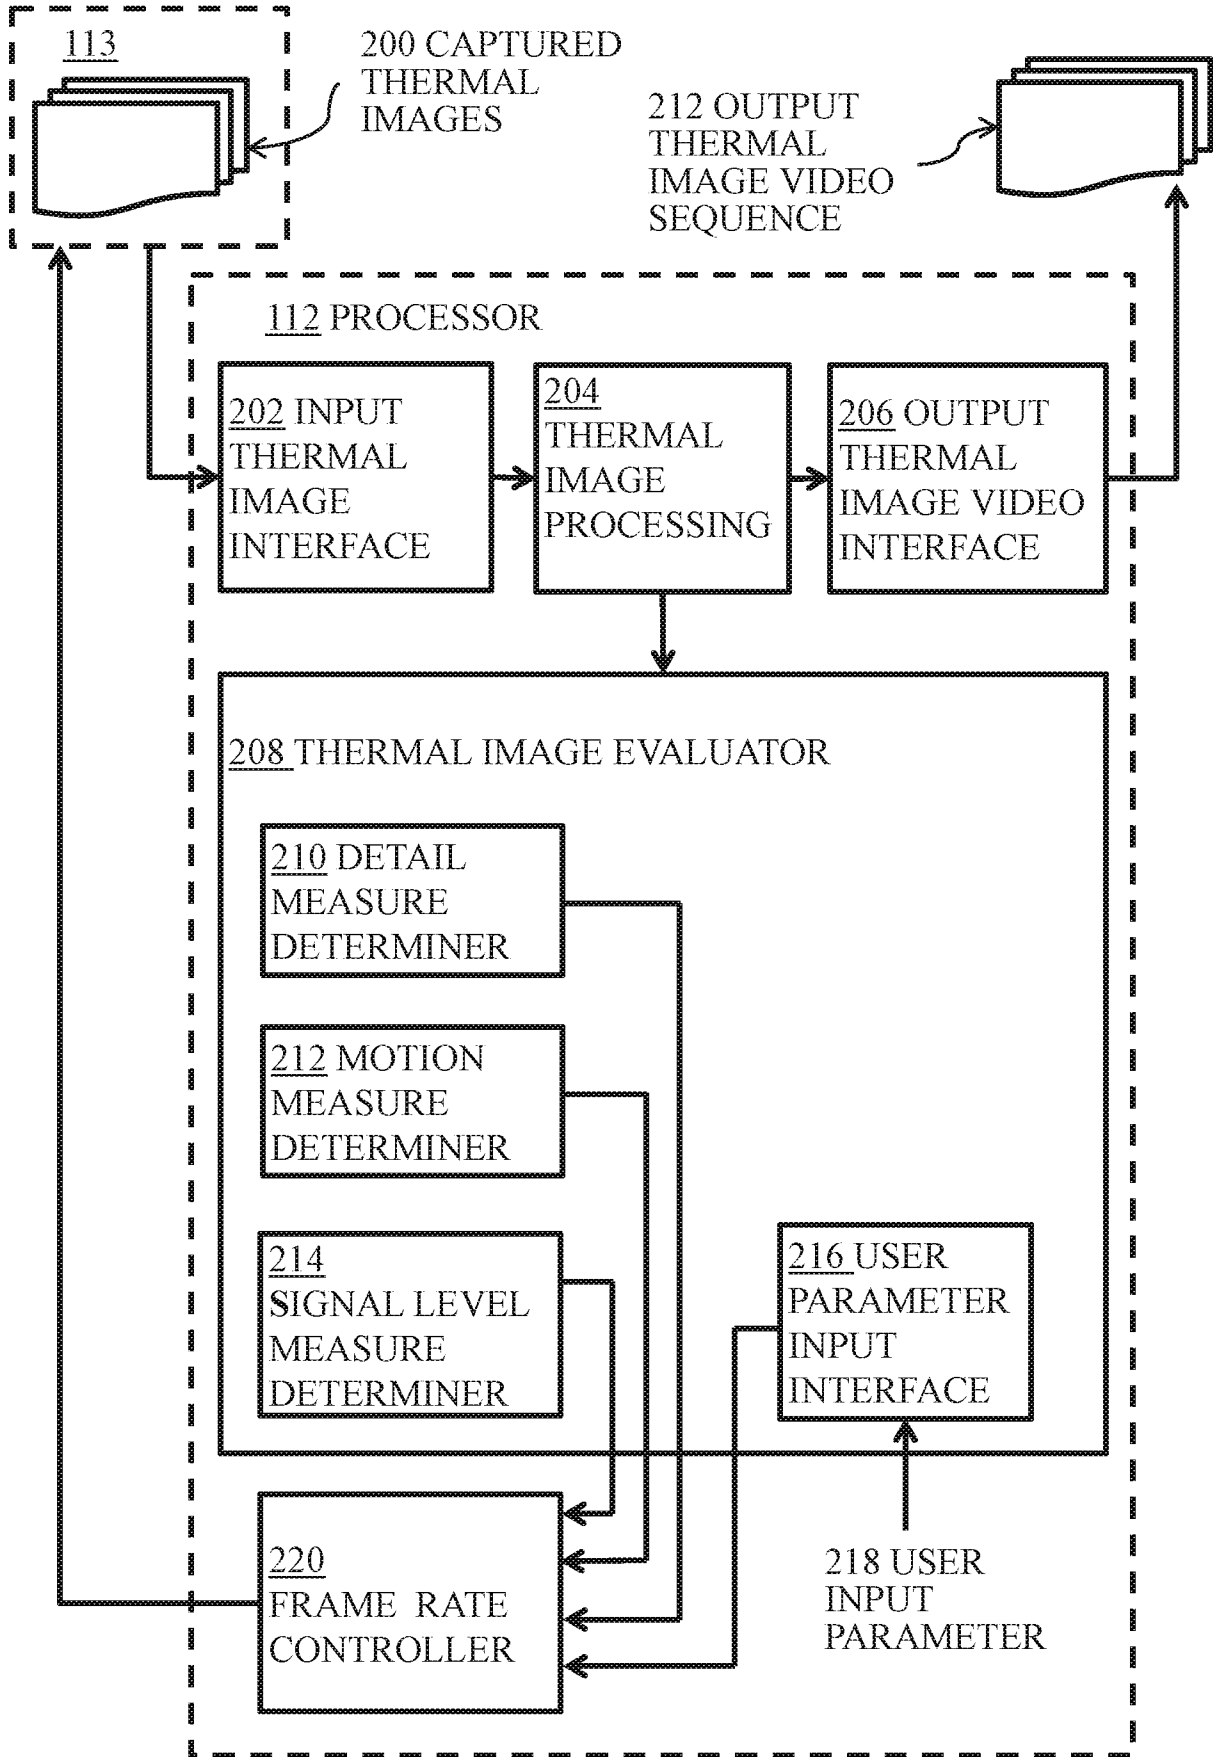 113
200 CAPTURED
THERMAL
IMAGES
212 OUTPUT
THERMAL
IMAGE VIDEO
SEQUENCE
112 PROCESSOR
202 INPUT
THERMAL
IMAGE
INTERFACE
204
THERMAL
IMAGE
PROCESSING
206 OUTPUT
THERMAL
IMAGE VIDEO
INTERFACE
208 THERMAL IMAGE EVALUATOR
210 DETAIL
MEASURE
DETERMINER
212 MOTION
MEASURE
DETERMINER
214
SIGNAL LEVEL
MEASURE
DETERMINER
216 USER
PARAMETER
INPUT
INTERFACE
220
FRAME RATE
CONTROLLER
218 USER
INPUT
PARAMETER